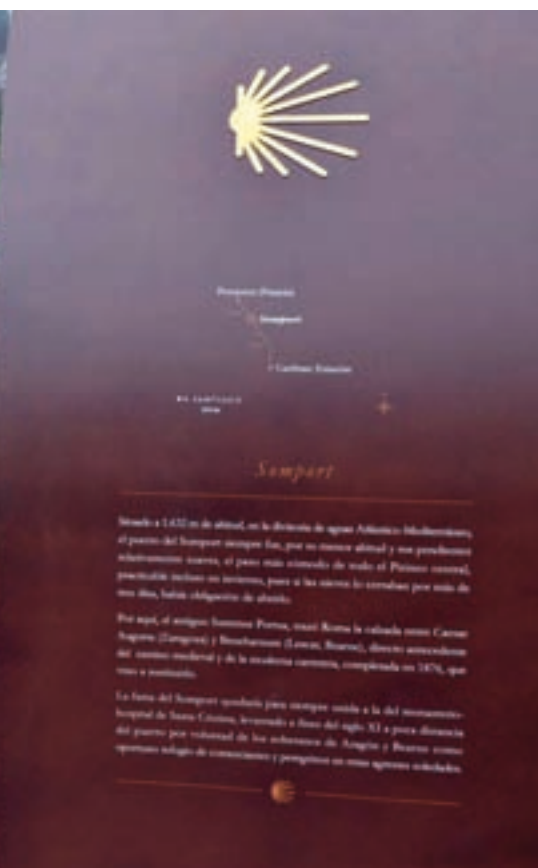 Somport
Canfranc Estación
A SANTIAGO
Somport
Situado a 1.632 m de altitud, en la divisoria de aguas Atlántico-Mediterráneo,
el puerto del Somport siempre fue, por su menor altitud y sus pendientes
relativamente suaves, el paso más cómodo de todo el Pirineo central,
practicable incluso en invierno, pues si las nieves lo cerraban por más de
tres días, había obligación de abrirlo.
Por aquí, el antiguo Summus Portus, trazó Roma la calzada entre Caesar
Augusta (Zaragoza) y Beneharnum (Lescar, Bearne), directo antecedente
del camino medieval y de la moderna carretera, completada en 1876, que
vino a sustituirlo.
La fama del Somport quedaría para siempre unida a la del monasterio-
hospital de Santa Cristina, levantado a fines del siglo XI a poca distancia
del puerto por voluntad de los soberanos de Aragón y Bearne como
oportuno refugio de comerciantes y peregrinos en estas agrestes soledades.